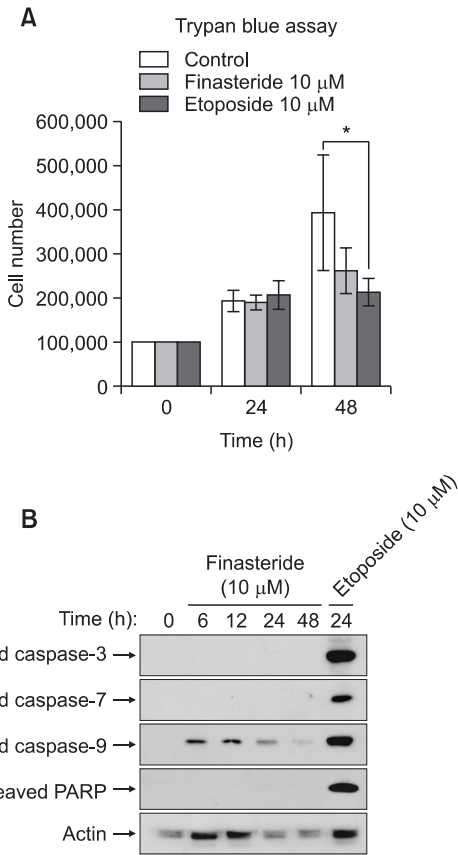 A
Trypan blue assay
Control
Finasteride 10 μM
Etoposide 10 μM
600,000
500,000
400,000
300,000
200,000
100,000
0
Cell number
*
0 24 48
Time (h)
B
Finasteride
(10 μM)
Etoposide (10 μM)
Time (h): 0 6 12 24 48 24
d caspase-3
d caspase-7
d caspase-9
eaved PARP
Actin